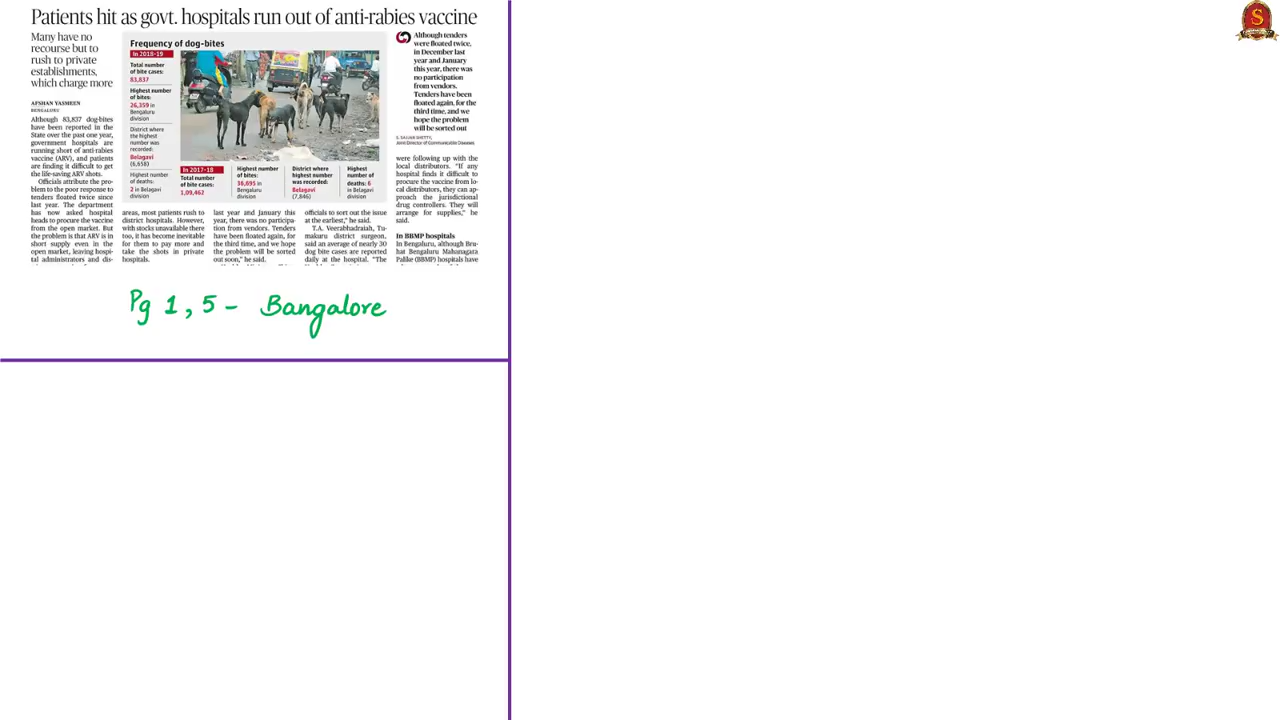 Patients hit as govt. hospitals run out of anti-rabies vaccine
Many have no
recourse but to
rush to private
establishments,
which charge more
AFSHAN YASMEEN
BENGALURU
Although 83,837 dog-bites
have been reported in the
State over the past one year,
government hospitals are
running short of anti-rabies
vaccine (ARV), and patients
are finding it difficult to get
the life-saving ARV shots.
Officials attribute the pro-
blem to the poor response to
tenders floated twice since
last year. The department
has now asked hospital
heads to procure the vaccine
from the open market. But
the problem is that ARV is in
short supply even in the
open market, leaving hospi-
tal administrators and dis-
Frequency of dog-bites
In 2018-19
Total number
of bite cases:
83,837
Highest number
of bites:
26,359 in
Bengaluru
division
District where
the highest
number was
recorded:
Belagavi
(6,658)
Highest number
of deaths:
2 in Belagavi
division
In 2017-18
Total number
of bite cases:
1,09,462
Highest number
of bites:
36,695 in
Bengaluru
division
District where
highest number
was recorded:
Belagavi
(7,846)
Highest
number of
deaths: 6
in Belagavi
division
areas, most patients rush to
district hospitals. However,
with stocks unavailable there
too, it has become inevitable
for them to pay more and
take the shots in private
hospitals.
last year and January this
year, there was no participa-
tion from vendors. Tenders
have been floated again, for
the third time, and we hope
the problem will be sorted
out soon," he said.
officials to sort out the issue
at the earliest," he said.
T.A. Veerabhadraiah, Tu-
makuru district surgeon,
said an average of nearly 30
dog bite cases are reported
daily at the hospital. "The
Although tenders
were floated twice,
in December last
year and January
this year, there was
no participation
from vendors.
Tenders have been
floated again, for the
third time, and we
hope the problem
will be sorted out
S. SAJJAN SHETTY,
Joint Director of Communicable Diseases
were following up with the
local distributors. "If any
hospital finds it difficult to
procure the vaccine from lo-
cal distributors, they can ap-
proach the jurisdictional
drug controllers. They will
arrange for supplies," he
said.
In BBMP hospitals
In Bengaluru, although Bru-
hat Bengaluru Mahanagara
Palike (BBMP) hospitals have
Pg 1, 5 - Bangalore
S